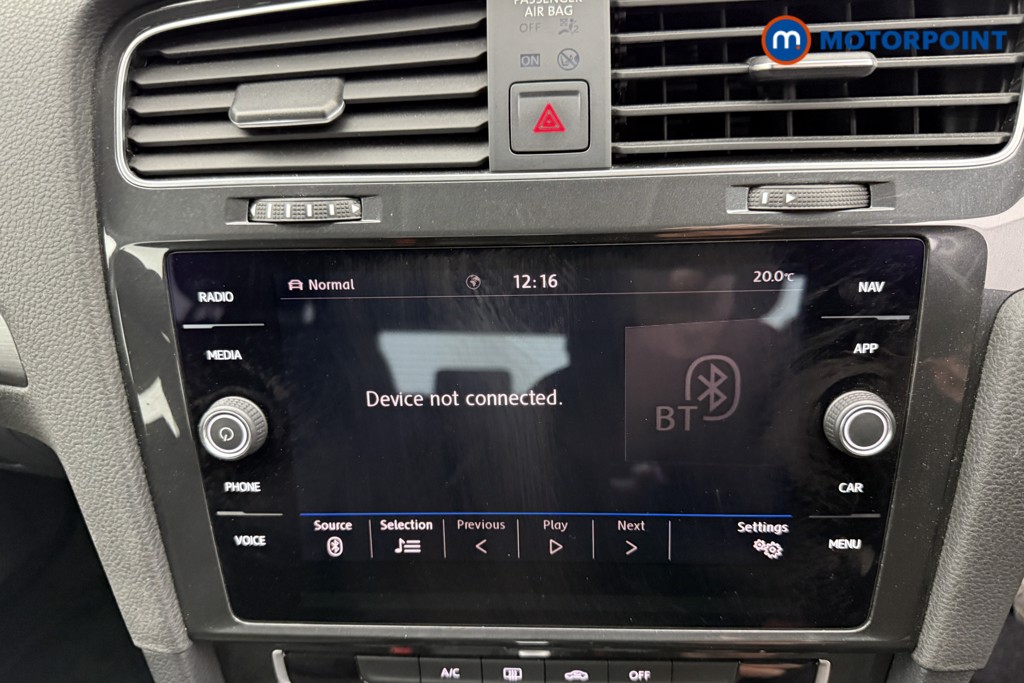 PASSENGER
AIR BAG
OFF
ON
MOTORPOINT
RADIO
MEDIA
PHONE
VOICE
Normal 12:16 20.0°C
Device not connected.
BT
Source Selection Previous Play Next Settings
NAV
APP
CAR
MENU
A/C OFF